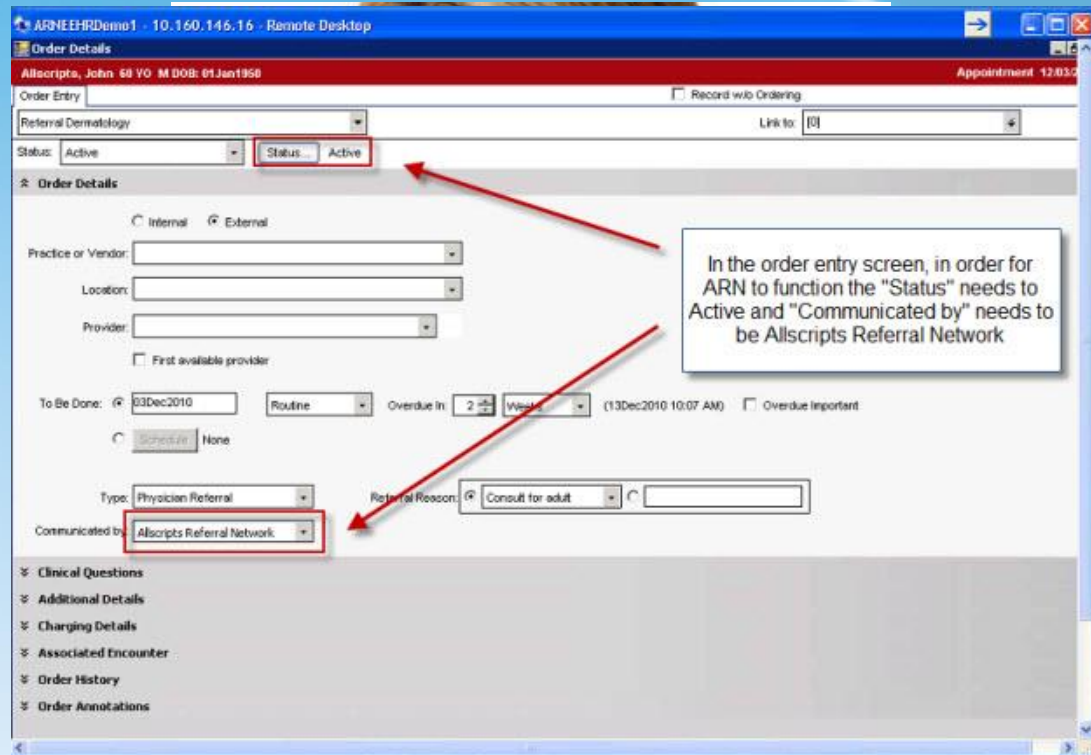 ARNEEHRDemo1 - 10.160.146.16 - Remote Desktop
Order Details
Allscripts, John 60 YO M DOB: 01Jan1950 Appointment 12/03/2
Order Entry Record w/o Ordering
Referral Dermatology Link to: [0]
Status: Active Status... Active
Order Details
Internal External
Practice or Vendor:
Location:
Provider:
First available provider
In the order entry screen, in order for
ARN to function the "Status" needs to
Active and "Communicated by" needs to
be Allscripts Referral Network
To Be Done: 03Dec2010 Routine Overdue In: 2 Weeks (13Dec2010 10:07 AM) Overdue Important
Schedule None
Type: Physician Referral Referral Reason: Consult for adult
Communicated by: Allscripts Referral Network
Clinical Questions
Additional Details
Charging Details
Associated Encounter
Order History
Order Annotations